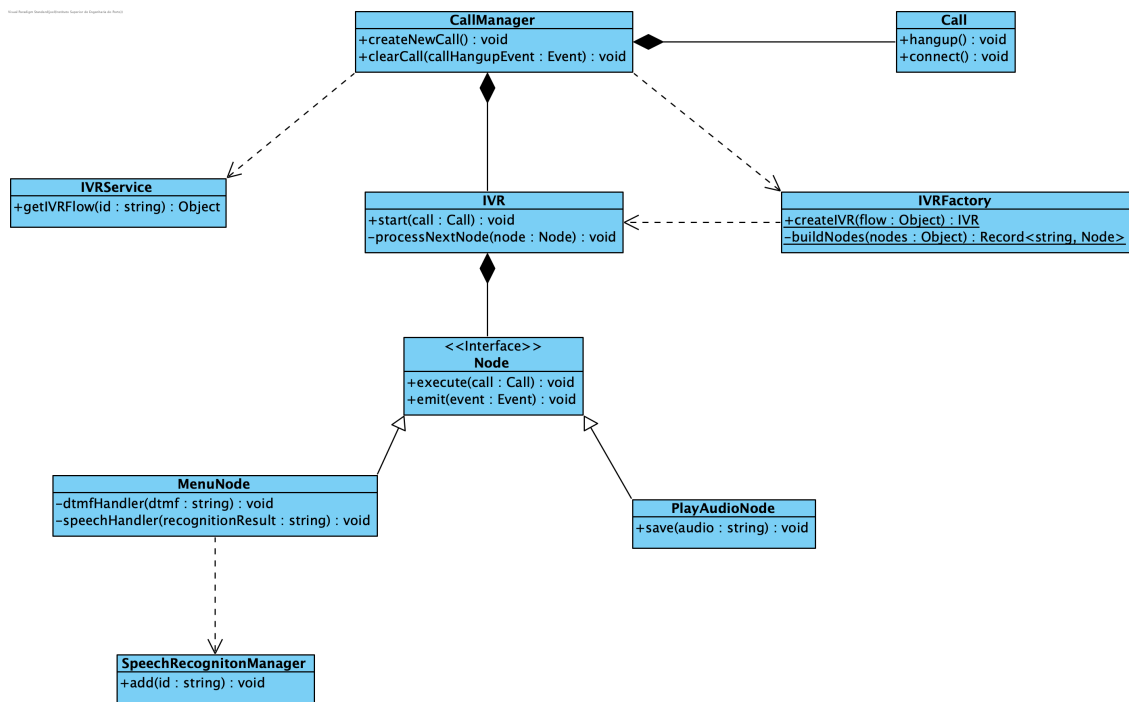 CallManager
+createNewCall() : void
+clearCall(callHangupEvent : Event) : void
Call
+hangup() : void
+connect() : void
IVRService
+getIVRFlow(id : string) : Object
IVR
+start(call : Call) : void
-processNextNode(node : Node) : void
IVRFactory
+createIVR(flow : Object) : IVR
-buildNodes(nodes : Object) : Record<string, Node>
<<Interface>>
Node
+execute(call : Call) : void
+emit(event : Event) : void
MenuNode
-dtmfHandler(dtmf : string) : void
-speechHandler(recognitionResult : string) : void
PlayAudioNode
+save(audio : string) : void
SpeechRecognitonManager
+add(id : string) : void